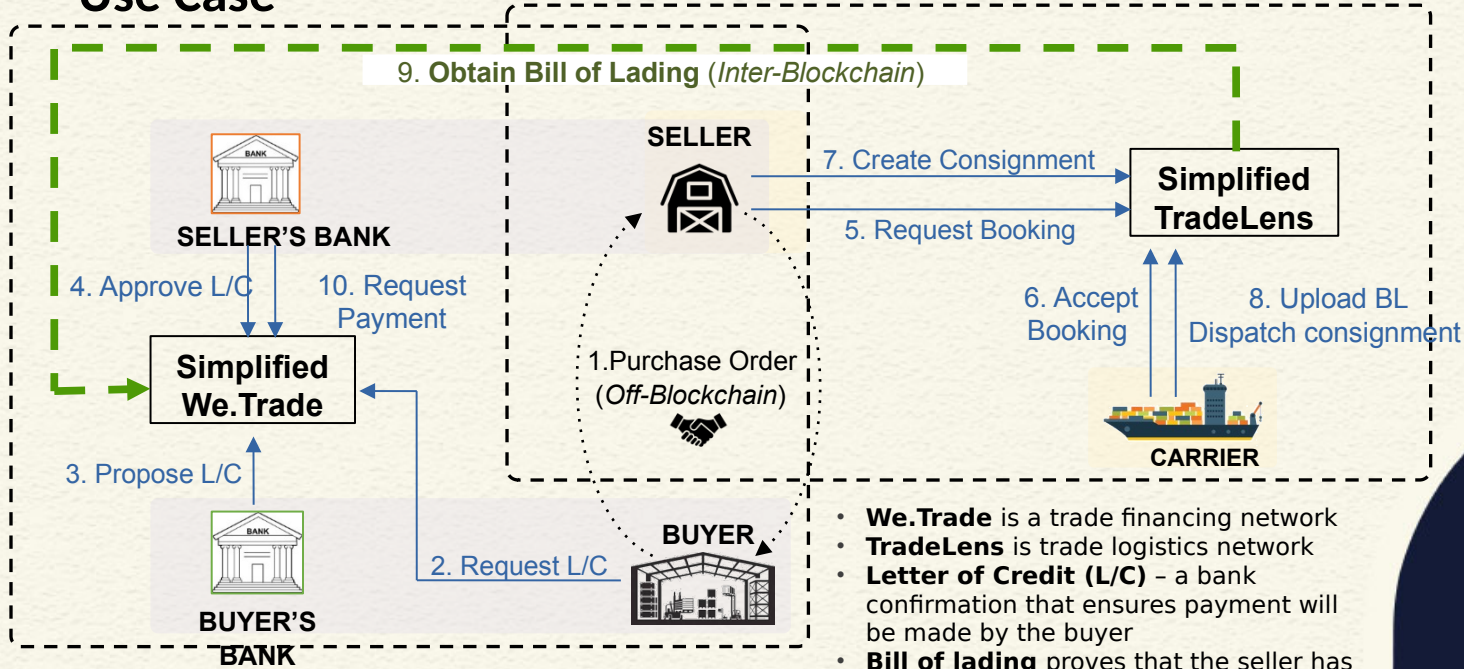 Use Case
9. Obtain Bill of Lading (Inter-Blockchain)
BANK
SELLER'S BANK
SELLER
7. Create Consignment
5. Request Booking
Simplified
TradeLens
4. Approve L/C
10. Request
Payment
6. Accept
Booking
8. Upload BL
Dispatch consignment
Simplified
We.Trade
1.Purchase Order
(Off-Blockchain)
CARRIER
3. Propose L/C
BANK
BUYER'S
BANK
2. Request L/C
BUYER
• We.Trade is a trade financing network
• TradeLens is trade logistics network
• Letter of Credit (L/C) – a bank
confirmation that ensures payment will
be made by the buyer
• Bill of lading proves that the seller has